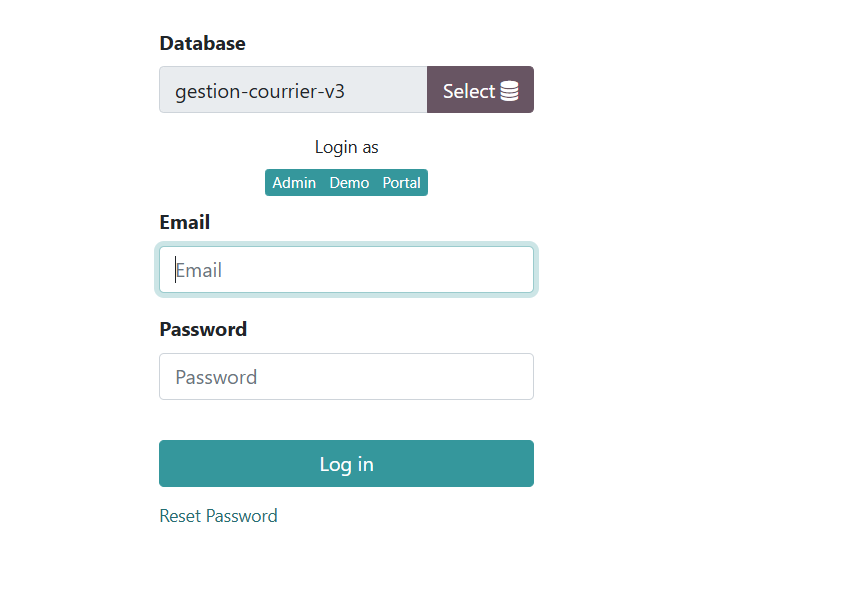 Database
gestion-courrier-v3 Select
Login as
Admin Demo Portal
Email
Email
Password
Password
Log in
Reset Password